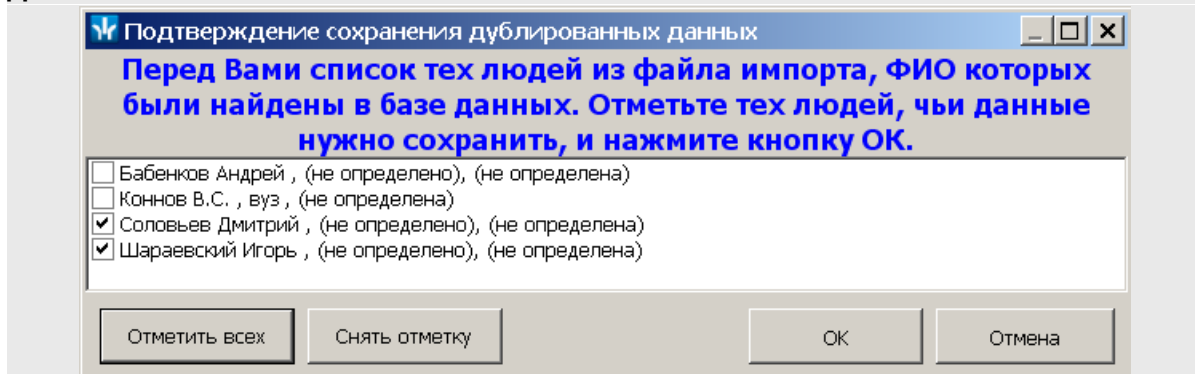 Подтверждение сохранения дублированных данных
Перед Вами список тех людей из файла импорта, ФИО которых
были найдены в базе данных. Отметьте тех людей, чьи данные
нужно сохранить, и нажмите кнопку ОК.
Бабенков Андрей , (не определено), (не определена)
Коннов В.С. , вуз , (не определена)
Соловьев Дмитрий , (не определено), (не определена)
Шараевский Игорь , (не определено), (не определена)
Отметить всех Снять отметку ОК Отмена